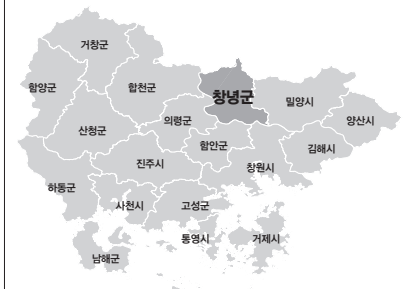 거창군
함양군
합천군
창녕군
밀양시
양산시
의령군
산청군
함안군
김해시
진주시
창원시
하동군
사천시
고성군
통영시
거제시
남해군